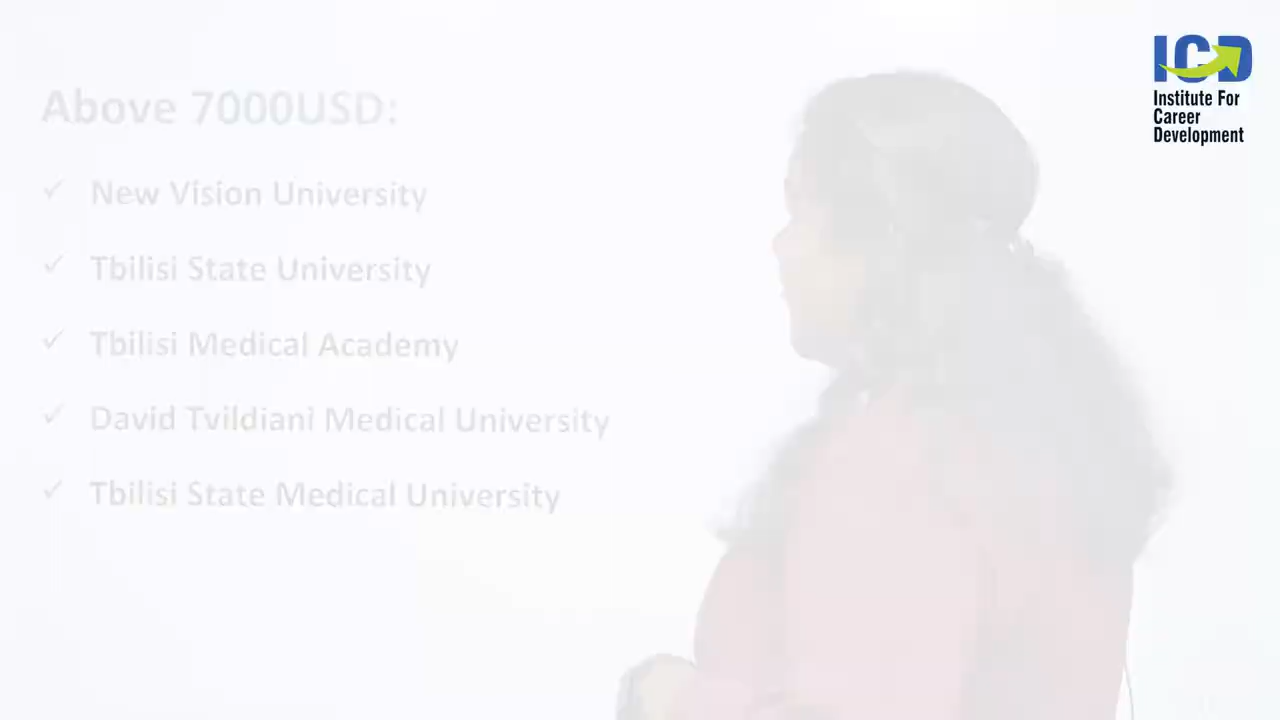 Above 7000USD:
✓ New Vision University
✓ Tbilisi State University
✓ Tbilisi Medical Academy
✓ David Tvildiani Medical University
✓ Tbilisi State Medical University
ICD
Institute For
Career
Development